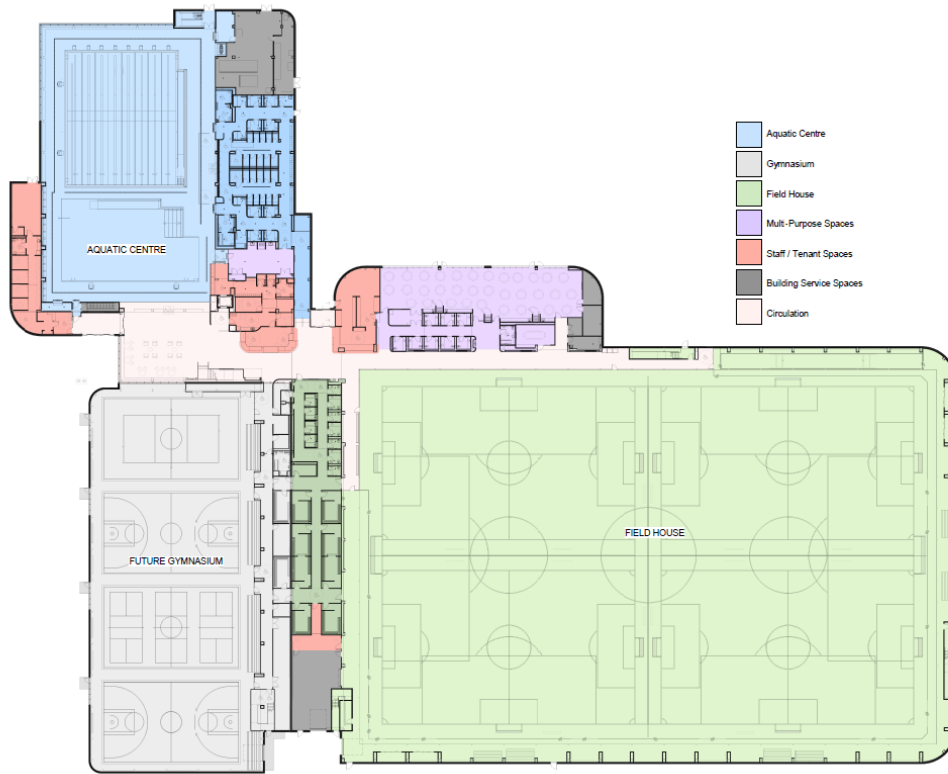 AQUATIC CENTRE
FUTURE GYMNASIUM
FIELD HOUSE
Aquatic Centre
Gymnasium
Field House
Mult-Purpose Spaces
Staff / Tenant Spaces
Building Service Spaces
Circulation